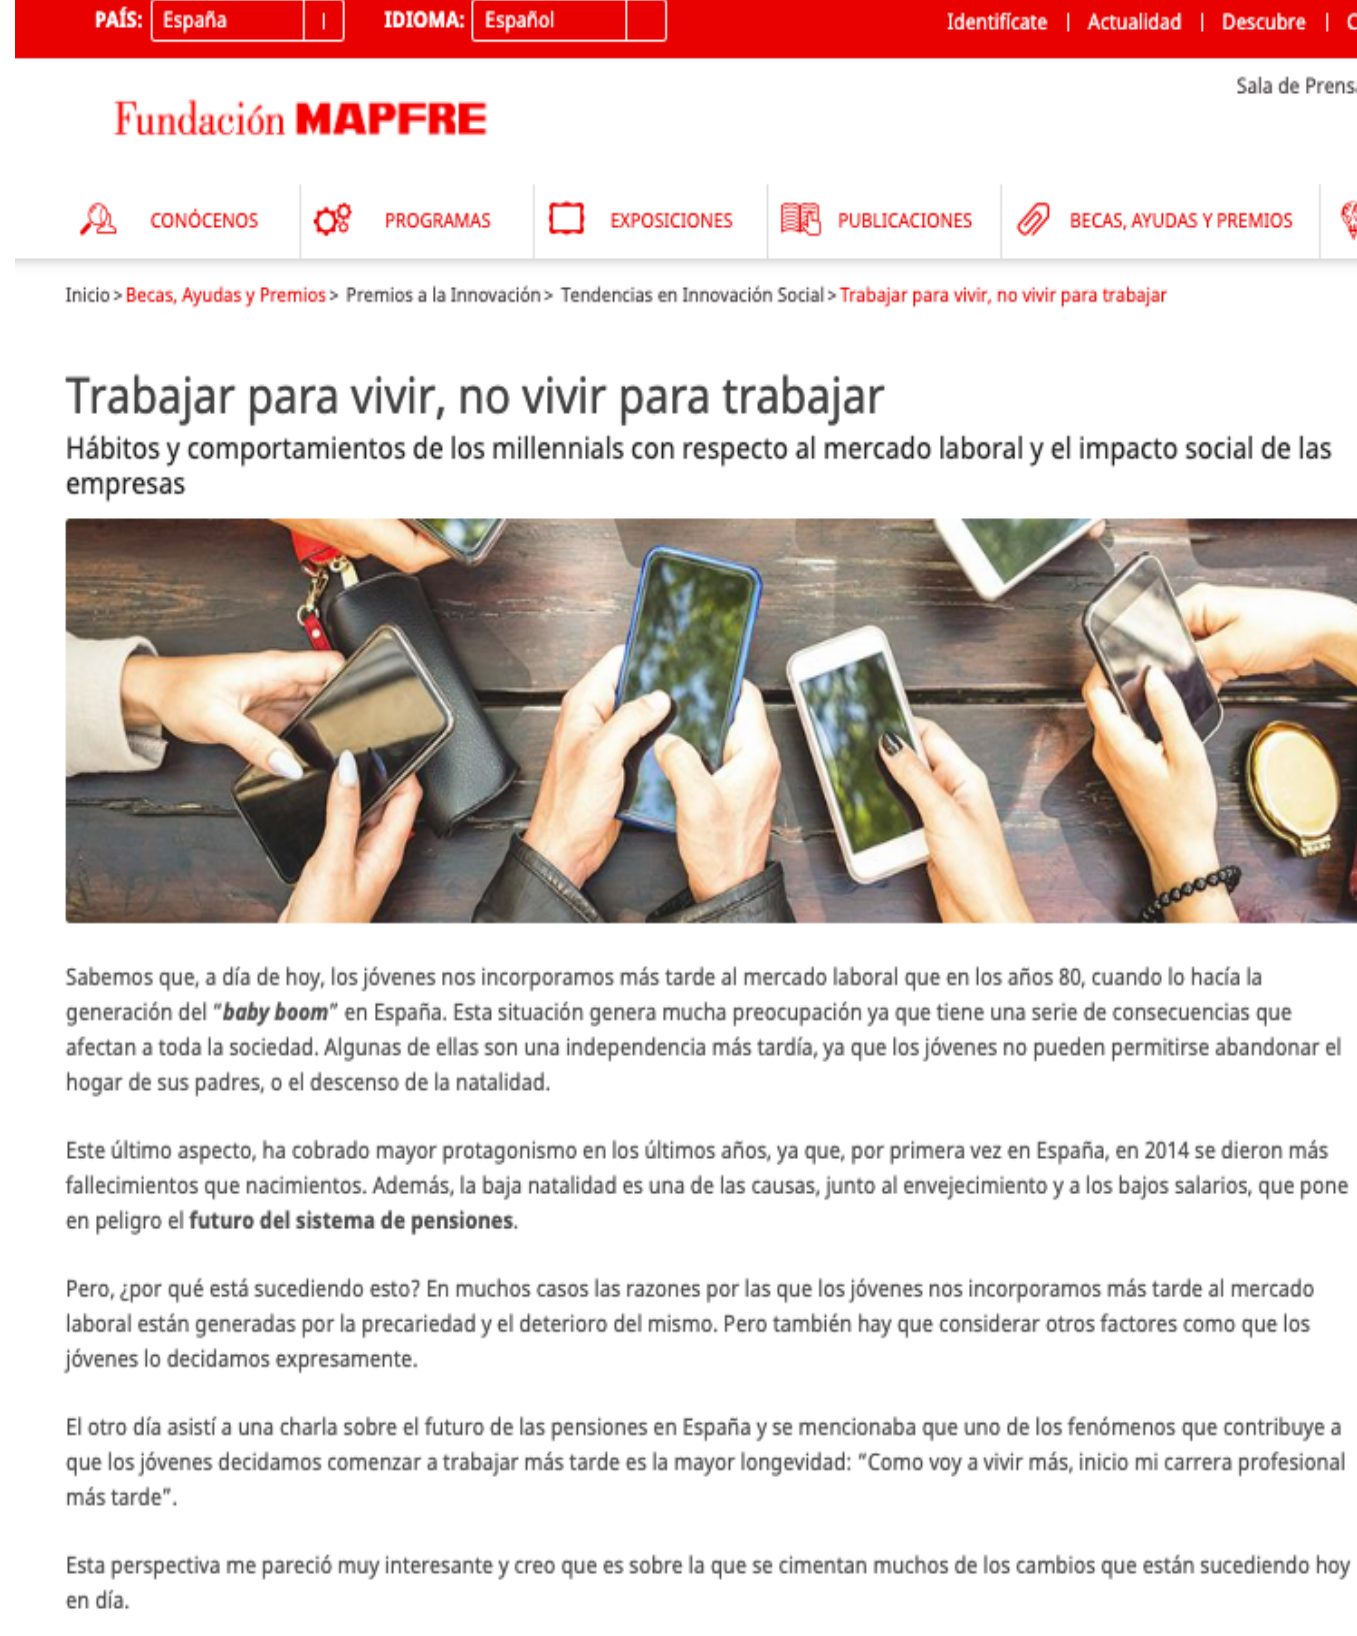 PAÍS: España | IDIOMA: Español Identifícate | Actualidad | Descubre |
Sala de
Fundación MAPFRE
CONÓCENOS PROGRAMAS EXPOSICIONES PUBLICACIONES BECAS, AYUDAS Y PREMIOS
Inicio > Becas, Ayudas y Premios > Premios a la Innovación > Tendencias en Innovación Social > Trabajar para vivir, no vivir para trabajar
Trabajar para vivir, no vivir para trabajar
Hábitos y comportamientos de los millennials con respecto al mercado laboral y el impacto social de las
empresas
Sabemos que, a día de hoy, los jóvenes nos incorporamos más tarde al mercado laboral que en los años 80, cuando lo hacía la
generación del "baby boom" en España. Esta situación genera mucha preocupación ya que tiene una serie de consecuencias que
afectan a toda la sociedad. Algunas de ellas son una independencia más tardía, ya que los jóvenes no pueden permitirse abandonar el
hogar de sus padres, o el descenso de la natalidad.
Este último aspecto, ha cobrado mayor protagonismo en los últimos años, ya que, por primera vez en España, en 2014 se dieron más
fallecimientos que nacimientos. Además, la baja natalidad es una de las causas, junto al envejecimiento y a los bajos salarios, que pone
en peligro el futuro del sistema de pensiones.
Pero, ¿por qué está sucediendo esto? En muchos casos las razones por las que los jóvenes nos incorporamos más tarde al mercado
laboral están generadas por la precariedad y el deterioro del mismo. Pero también hay que considerar otros factores como que los
jóvenes lo decidamos expresamente.
El otro día asistí a una charla sobre el futuro de las pensiones en España y se mencionaba que uno de los fenómenos que contribuye a
que los jóvenes decidamos comenzar a trabajar más tarde es la mayor longevidad: "Como voy a vivir más, inicio mi carrera profesional
más tarde".
Esta perspectiva me pareció muy interesante y creo que es sobre la que se cimentan muchos de los cambios que están sucediendo hoy
en día.